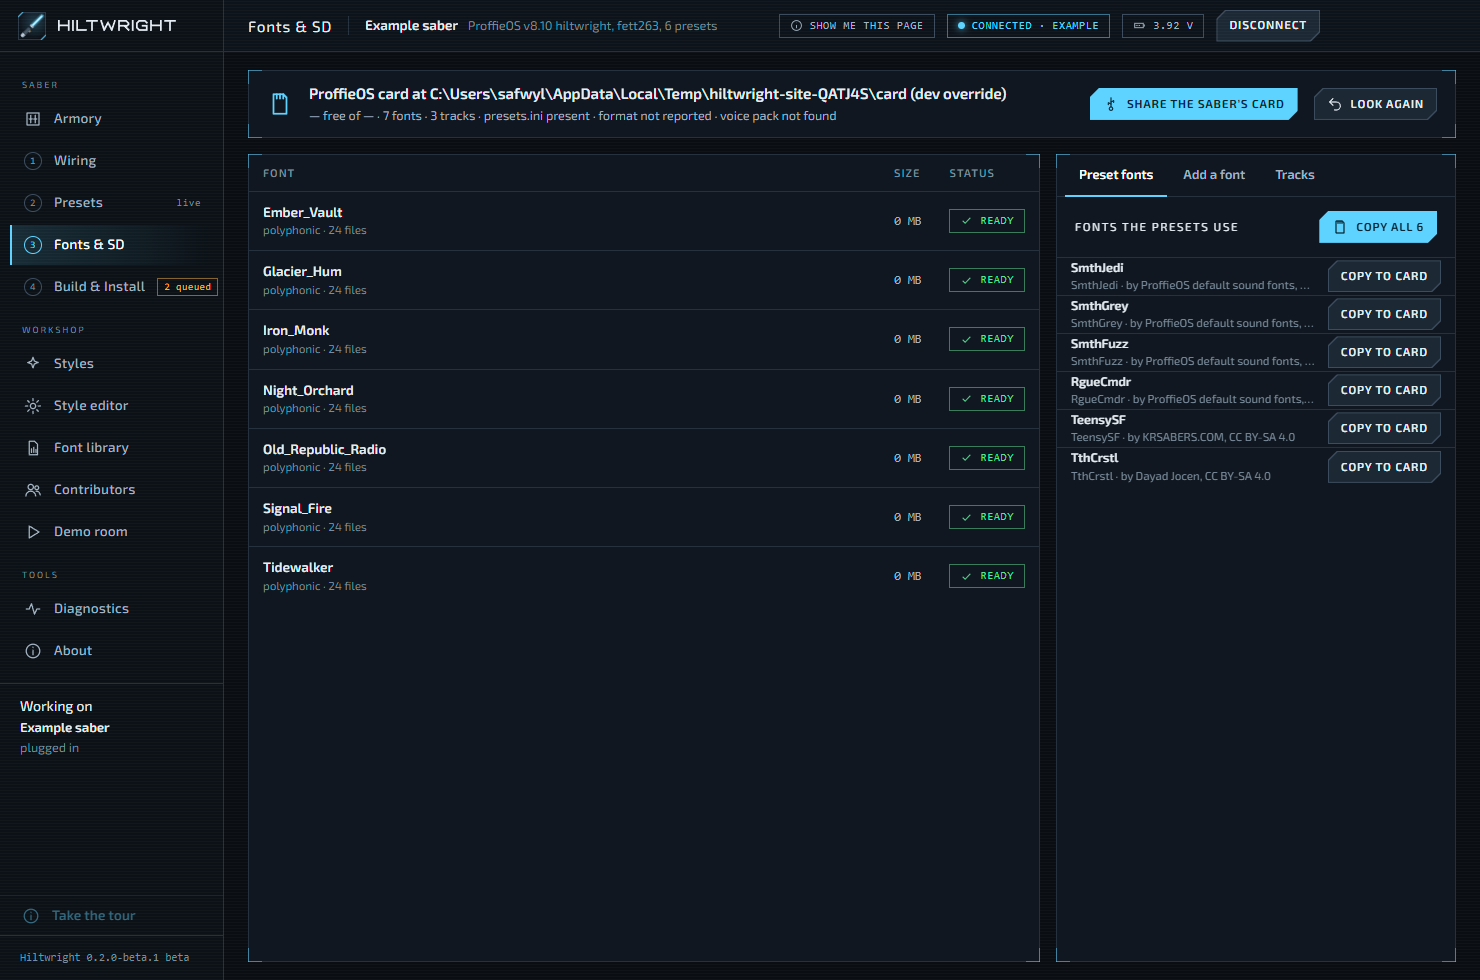 HILTWRIGHT
Fonts & SD
Example saber ProffieOS v8.10 hiltwright, fett263, 6 presets
SHOW ME THIS PAGE
CONNECTED · EXAMPLE
3.92 V
DISCONNECT
SABER
Armory
1 Wiring
2 Presets live
3 Fonts & SD
4 Build & Install 2 queued
WORKSHOP
Styles
Style editor
Font library
Contributors
Demo room
TOOLS
Diagnostics
About
Working on
Example saber
plugged in
Take the tour
Hiltwright 0.2.0-beta.1 beta
ProffieOS card at C:\Users\safwyl\AppData\Local\Temp\hiltwright-site-QATJ4S\card (dev override)
— free of — · 7 fonts · 3 tracks · presets.ini present · format not reported · voice pack not found
SHARE THE SABER'S CARD
LOOK AGAIN
FONT SIZE STATUS
Ember_Vault
polyphonic · 24 files
0 MB READY
Glacier_Hum
polyphonic · 24 files
0 MB READY
Iron_Monk
polyphonic · 24 files
0 MB READY
Night_Orchard
polyphonic · 24 files
0 MB READY
Old_Republic_Radio
polyphonic · 24 files
0 MB READY
Signal_Fire
polyphonic · 24 files
0 MB READY
Tidewalker
polyphonic · 24 files
0 MB READY
Preset fonts Add a font Tracks
FONTS THE PRESETS USE
COPY ALL 6
SmthJedi
SmthJedi · by ProffieOS default sound fonts, ...
COPY TO CARD
SmthGrey
SmthGrey · by ProffieOS default sound fonts, ...
COPY TO CARD
SmthFuzz
SmthFuzz · by ProffieOS default sound fonts, ...
COPY TO CARD
RgueCmdr
RgueCmdr · by ProffieOS default sound fonts,...
COPY TO CARD
TeensySF
TeensySF · by KRSABERS.COM, CC BY-SA 4.0
COPY TO CARD
TthCrstl
TthCrstl · by Dayad Jocen, CC BY-SA 4.0
COPY TO CARD